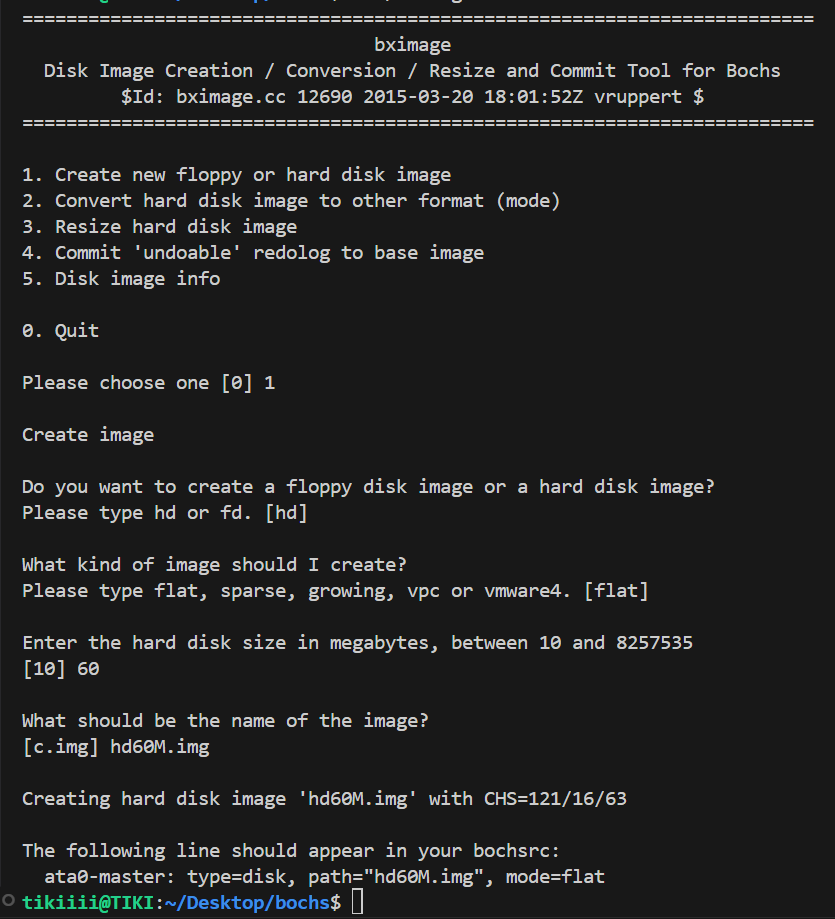 ========================================================================
bximage
Disk Image Creation / Conversion / Resize and Commit Tool for Bochs
$Id: bximage.cc 12690 2015-03-20 18:01:52Z vruppert $
========================================================================
1. Create new floppy or hard disk image
2. Convert hard disk image to other format (mode)
3. Resize hard disk image
4. Commit 'undoable' redolog to base image
5. Disk image info
0. Quit
Please choose one [0] 1
Create image
Do you want to create a floppy disk image or a hard disk image?
Please type hd or fd. [hd]
What kind of image should I create?
Please type flat, sparse, growing, vpc or vmware4. [flat]
Enter the hard disk size in megabytes, between 10 and 8257535
[10] 60
What should be the name of the image?
[c.img] hd60M.img
Creating hard disk image 'hd60M.img' with CHS=121/16/63
The following line should appear in your bochsrc:
ata0-master: type=disk, path="hd60M.img", mode=flat
tikiiii@TIKI:~/Desktop/bochs$